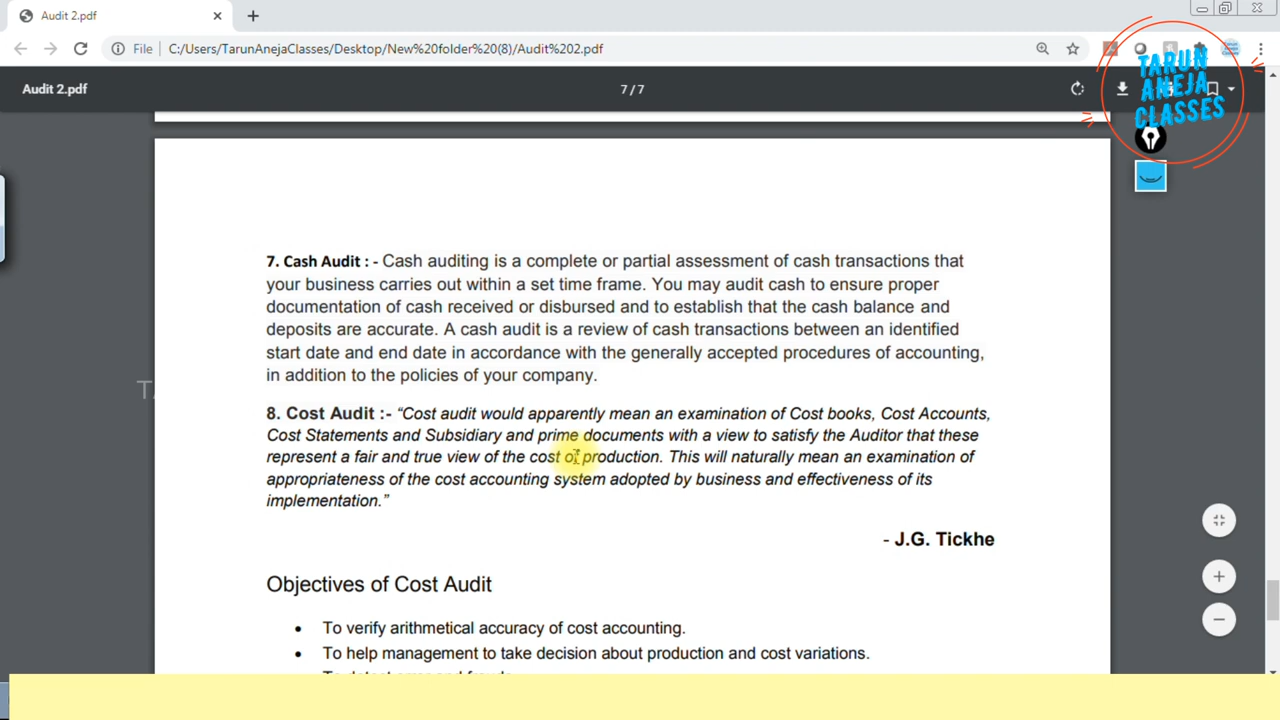 Audit 2.pdf
File C:/Users/TarunAnejaClasses/Desktop/New%20folder%20(8)/Audit%202.pdf
Audit 2.pdf
7 / 7
TARUN
ANEJA
CLASSES
7. Cash Audit : - Cash auditing is a complete or partial assessment of cash transactions that
your business carries out within a set time frame. You may audit cash to ensure proper
documentation of cash received or disbursed and to establish that the cash balance and
deposits are accurate. A cash audit is a review of cash transactions between an identified
start date and end date in accordance with the generally accepted procedures of accounting,
in addition to the policies of your company.
8. Cost Audit :- “Cost audit would apparently mean an examination of Cost books, Cost Accounts,
Cost Statements and Subsidiary and prime documents with a view to satisfy the Auditor that these
represent a fair and true view of the cost of production. This will naturally mean an examination of
appropriateness of the cost accounting system adopted by business and effectiveness of its
implementation.”
- J.G. Tickhe
Objectives of Cost Audit
• To verify arithmetical accuracy of cost accounting.
• To help management to take decision about production and cost variations.